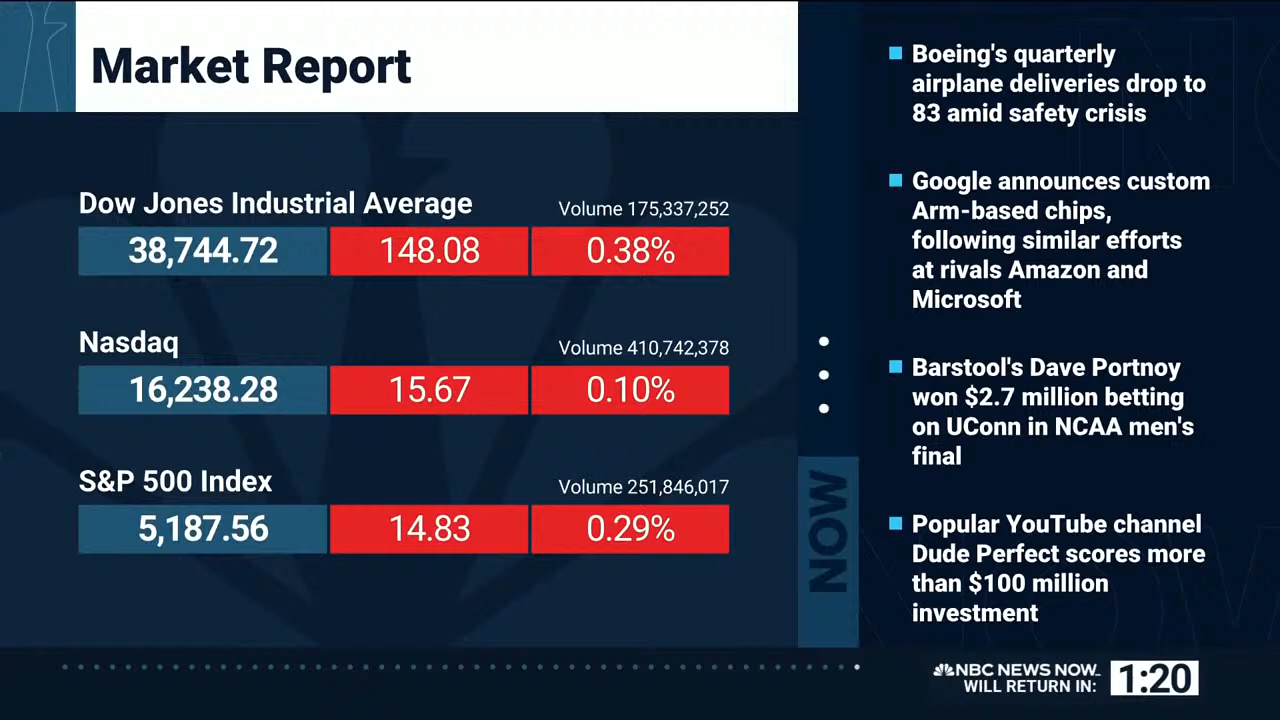 Market Report
Dow Jones Industrial Average
Volume 175,337,252
38,744.72
148.08
0.38%
Nasdaq
Volume 410,742,378
16,238.28
15.67
0.10%
S&P 500 Index
Volume 251,846,017
5,187.56
14.83
0.29%
NOW
Boeing's quarterly
airplane deliveries drop to
83 amid safety crisis
Google announces custom
Arm-based chips,
following similar efforts
at rivals Amazon and
Microsoft
Barstool's Dave Portnoy
won $2.7 million betting
on UConn in NCAA men's
final
Popular YouTube channel
Dude Perfect scores more
than $100 million
investment
NBC NEWS NOW
WILL RETURN IN:
1:20